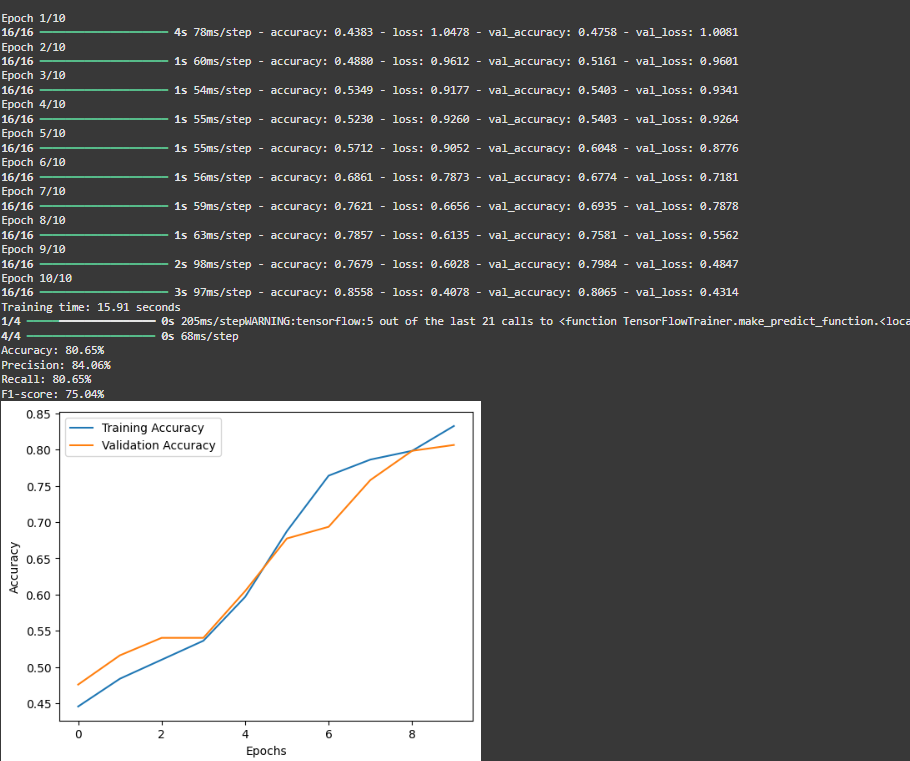 Epoch 1/10
16/16 4s 78ms/step - accuracy: 0.4383 - loss: 1.0478 - val_accuracy: 0.4758 - val_loss: 1.0081
Epoch 2/10
16/16 1s 60ms/step - accuracy: 0.4880 - loss: 0.9612 - val_accuracy: 0.5161 - val_loss: 0.9601
Epoch 3/10
16/16 1s 54ms/step - accuracy: 0.5349 - loss: 0.9177 - val_accuracy: 0.5403 - val_loss: 0.9341
Epoch 4/10
16/16 1s 55ms/step - accuracy: 0.5230 - loss: 0.9260 - val_accuracy: 0.5403 - val_loss: 0.9264
Epoch 5/10
16/16 1s 55ms/step - accuracy: 0.5712 - loss: 0.9052 - val_accuracy: 0.6048 - val_loss: 0.8776
Epoch 6/10
16/16 1s 56ms/step - accuracy: 0.6861 - loss: 0.7873 - val_accuracy: 0.6774 - val_loss: 0.7181
Epoch 7/10
16/16 1s 59ms/step - accuracy: 0.7621 - loss: 0.6656 - val_accuracy: 0.6935 - val_loss: 0.7878
Epoch 8/10
16/16 1s 63ms/step - accuracy: 0.7857 - loss: 0.6135 - val_accuracy: 0.7581 - val_loss: 0.5562
Epoch 9/10
16/16 2s 98ms/step - accuracy: 0.7679 - loss: 0.6028 - val_accuracy: 0.7984 - val_loss: 0.4847
Epoch 10/10
16/16 3s 97ms/step - accuracy: 0.8558 - loss: 0.4078 - val_accuracy: 0.8065 - val_loss: 0.4314
Training time: 15.91 seconds
1/4 0s 205ms/stepWARNING:tensorflow:5 out of the last 21 calls to <function TensorFlowTrainer.make_predict_function.<loca
4/4 0s 68ms/step
Accuracy: 80.65%
Precision: 84.06%
Recall: 80.65%
F1-score: 75.04%
Training Accuracy
Validation Accuracy
0.85
0.80
0.75
0.70
0.65
0.60
0.55
0.50
0.45
Accuracy
0 2 4 6 8
Epochs